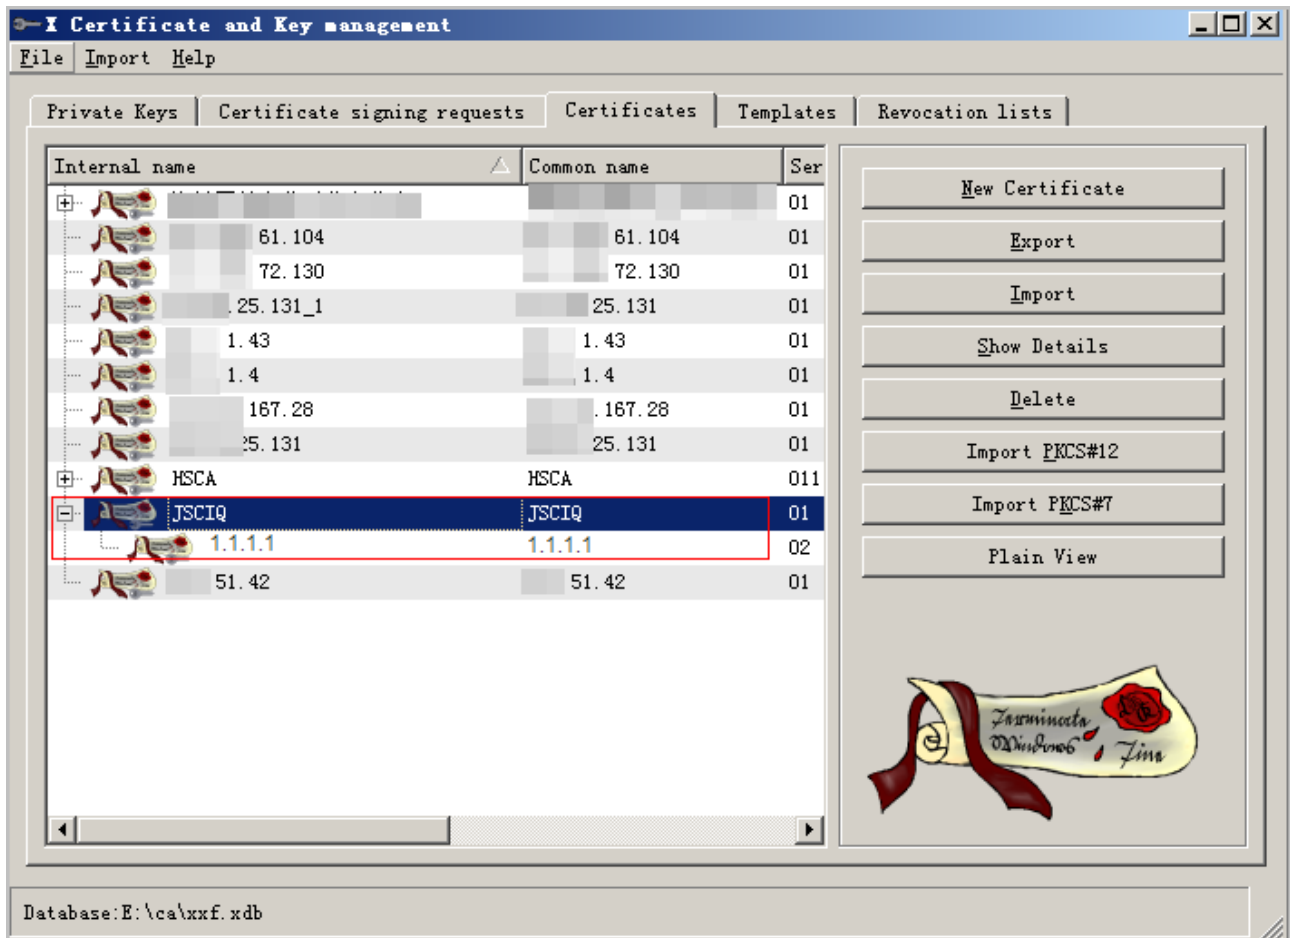 X Certificate and Key management
File Import Help
Private Keys Certificate signing requests Certificates Templates Revocation lists
Internal name Common name Ser
01
61.104 61.104 01
72.130 72.130 01
.25.131_1 25.131 01
1.43 1.43 01
1.4 1.4 01
167.28 .167.28 01
25.131 25.131 01
HSCA HSCA 011
JSCIQ JSCIQ 01
1.1.1.1 1.1.1.1 02
51.42 51.42 01
New Certificate
Export
Import
Show Details
Delete
Import PKCS#12
Import PKCS#7
Plain View
Windows
Database:E:\ca\xxf.xdb